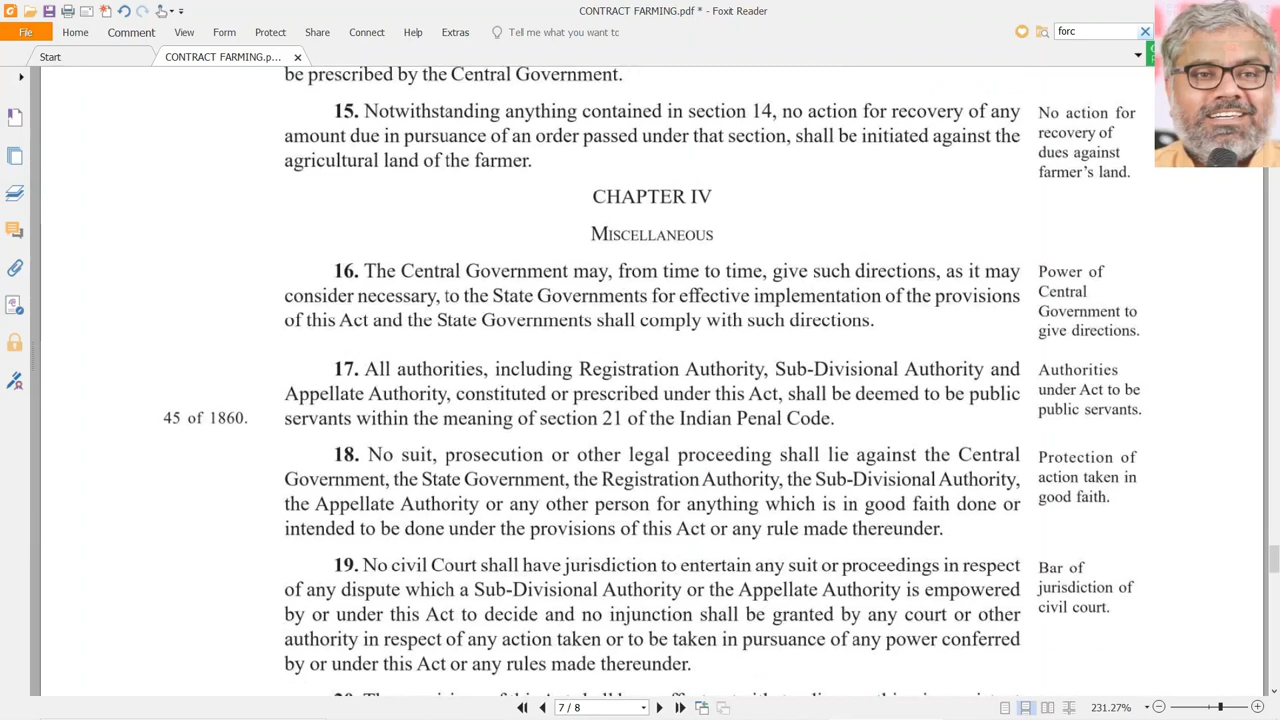 CONTRACT FARMING.pdf * - Foxit Reader
File Home Comment View Form Protect Share Connect Help Extras Tell me what you want to forc
Start CONTRACT FARMING.p...
be prescribed by the Central Government.
15. Notwithstanding anything contained in section 14, no action for recovery of any
amount due in pursuance of an order passed under that section, shall be initiated against the
agricultural land of the farmer.
No action for
recovery of
dues against
farmer's land.
CHAPTER IV
MISCELLANEOUS
16. The Central Government may, from time to time, give such directions, as it may
consider necessary, to the State Governments for effective implementation of the provisions
of this Act and the State Governments shall comply with such directions.
Power of
Central
Government to
give directions.
17. All authorities, including Registration Authority, Sub-Divisional Authority and
Appellate Authority, constituted or prescribed under this Act, shall be deemed to be public
servants within the meaning of section 21 of the Indian Penal Code.
Authorities
under Act to be
public servants.
45 of 1860.
18. No suit, prosecution or other legal proceeding shall lie against the Central
Government, the State Government, the Registration Authority, the Sub-Divisional Authority,
the Appellate Authority or any other person for anything which is in good faith done or
intended to be done under the provisions of this Act or any rule made thereunder.
Protection of
action taken in
good faith.
19. No civil Court shall have jurisdiction to entertain any suit or proceedings in respect
of any dispute which a Sub-Divisional Authority or the Appellate Authority is empowered
by or under this Act to decide and no injunction shall be granted by any court or other
authority in respect of any action taken or to be taken in pursuance of any power conferred
by or under this Act or any rules made thereunder.
Bar of
jurisdiction of
civil court.
7 / 8 231.27%